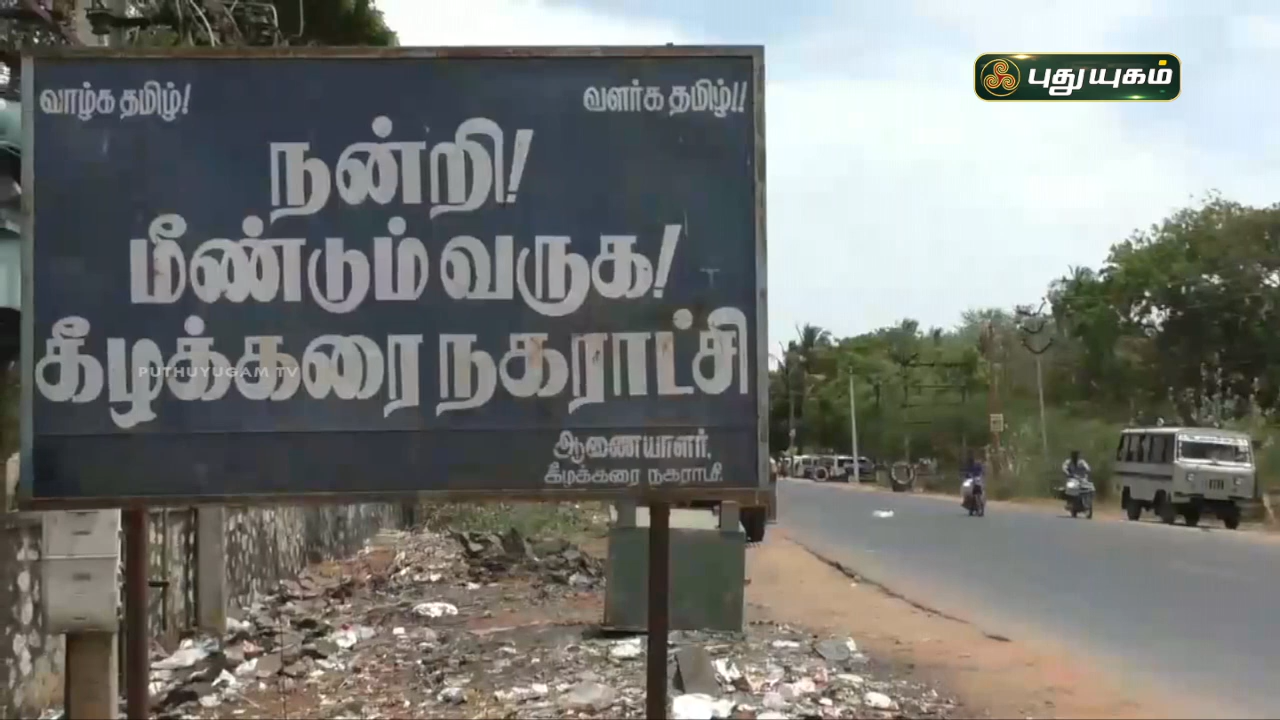 வாழ்க தமிழ்! வளர்க தமிழ்!!
நன்றி!
மீண்டும் வருக!
கீழக்கரை நகராட்சி
ஆணையாளர்,
கீழக்கரை நகராட்சி.
புதுயுகம்
PUTHUYUGAM TV